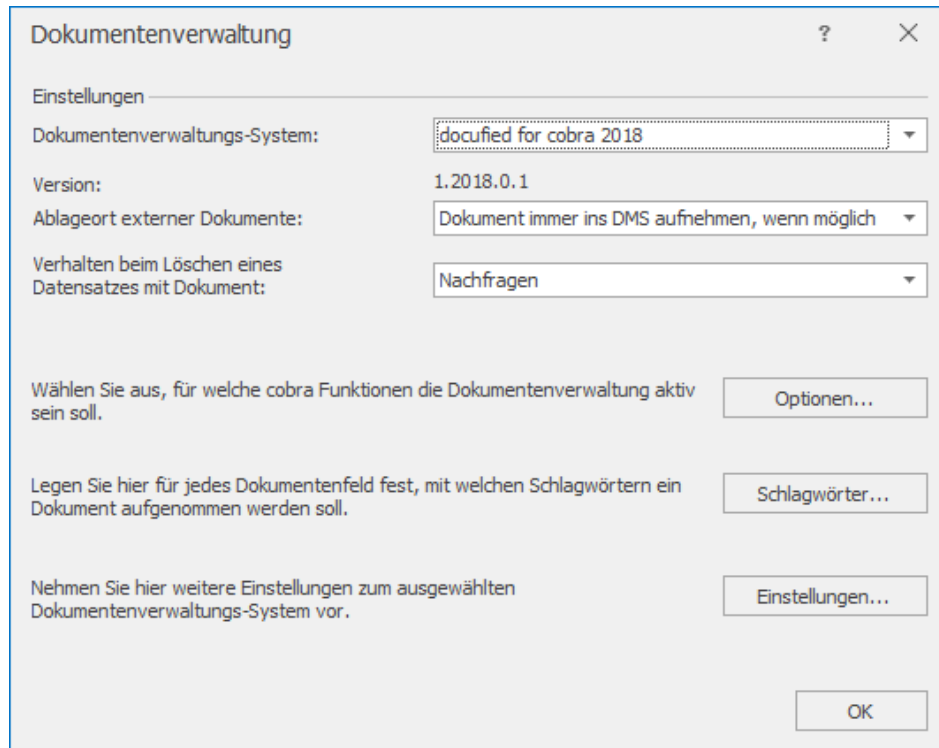 Dokumentenverwaltung
?
Einstellungen
Dokumentenverwaltungs-System:
docufied for cobra 2018
Version:
1.2018.0.1
Ablageort externer Dokumente:
Dokument immer ins DMS aufnehmen, wenn möglich
Verhalten beim Löschen eines
Datensatzes mit Dokument:
Nachfragen
Wählen Sie aus, für welche cobra Funktionen die Dokumentenverwaltung aktiv
sein soll.
Optionen...
Legen Sie hier für jedes Dokumentenfeld fest, mit welchen Schlagwörtern ein
Dokument aufgenommen werden soll.
Schlagwörter...
Nehmen Sie hier weitere Einstellungen zum ausgewählten
Dokumentenverwaltungs-System vor.
Einstellungen...
OK